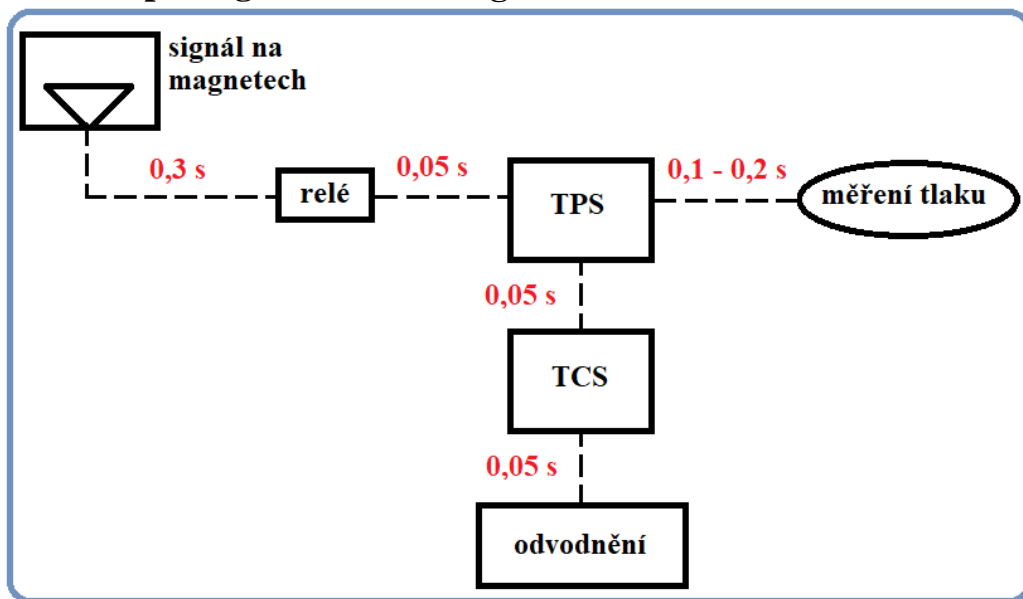 signál na
magnetech
0,3 s
0,05 s
0,1 - 0,2 s
relé
TPS
měření tlaku
0,05 s
TCS
0,05 s
odvodnění